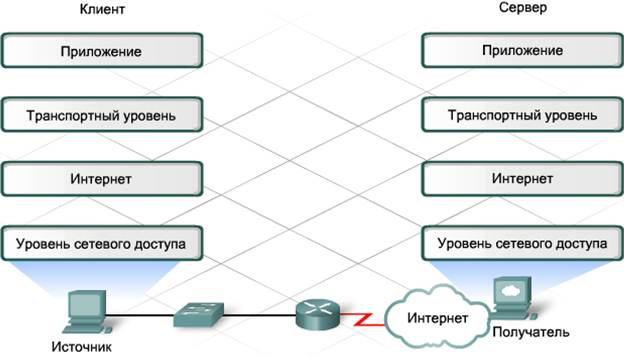 Клиент
Сервер
Приложение
Приложение
Транспортный уровень
Транспортный уровень
Интернет
Интернет
Уровень сетевого доступа
Уровень сетевого доступа
Интернет
Источник
Получатель